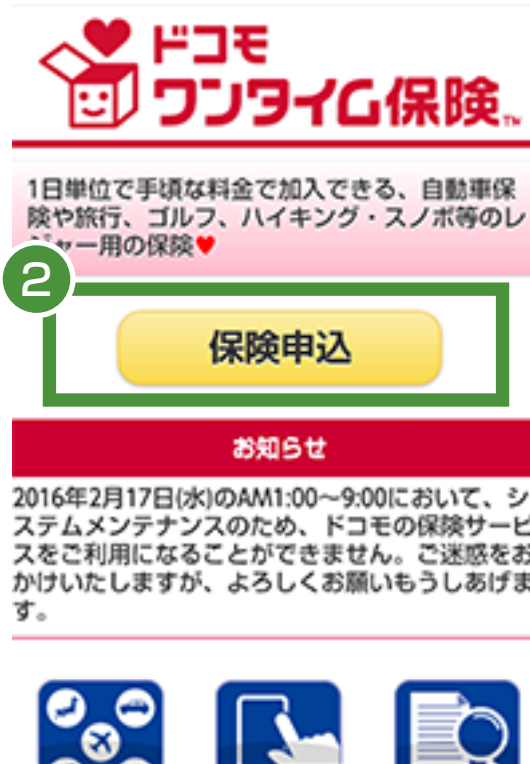 ドコモ
ワンタイム保険™
1日単位で手頃な料金で加入できる、自動車保
険や旅行、ゴルフ、ハイキング・スノボ等のレ
ジャー用の保険♥
2
保険申込
お知らせ
2016年2月17日(水)のAM1:00～9:00において、シ
ステムメンテナンスのため、ドコモの保険サービ
スをご利用になることができません。ご迷惑をお
かけいたしますが、よろしくお願いもうしあげま
す。